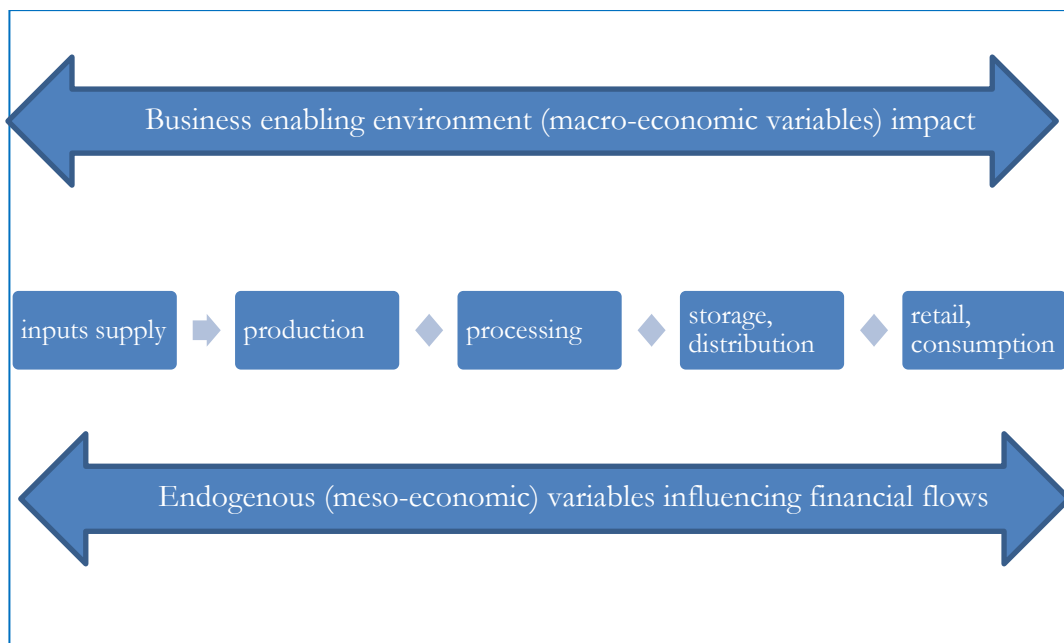 Business enabling environment (macro-economic variables) impact
inputs supply
production
processing
storage,
distribution
retail,
consumption
Endogenous (meso-economic) variables influencing financial flows